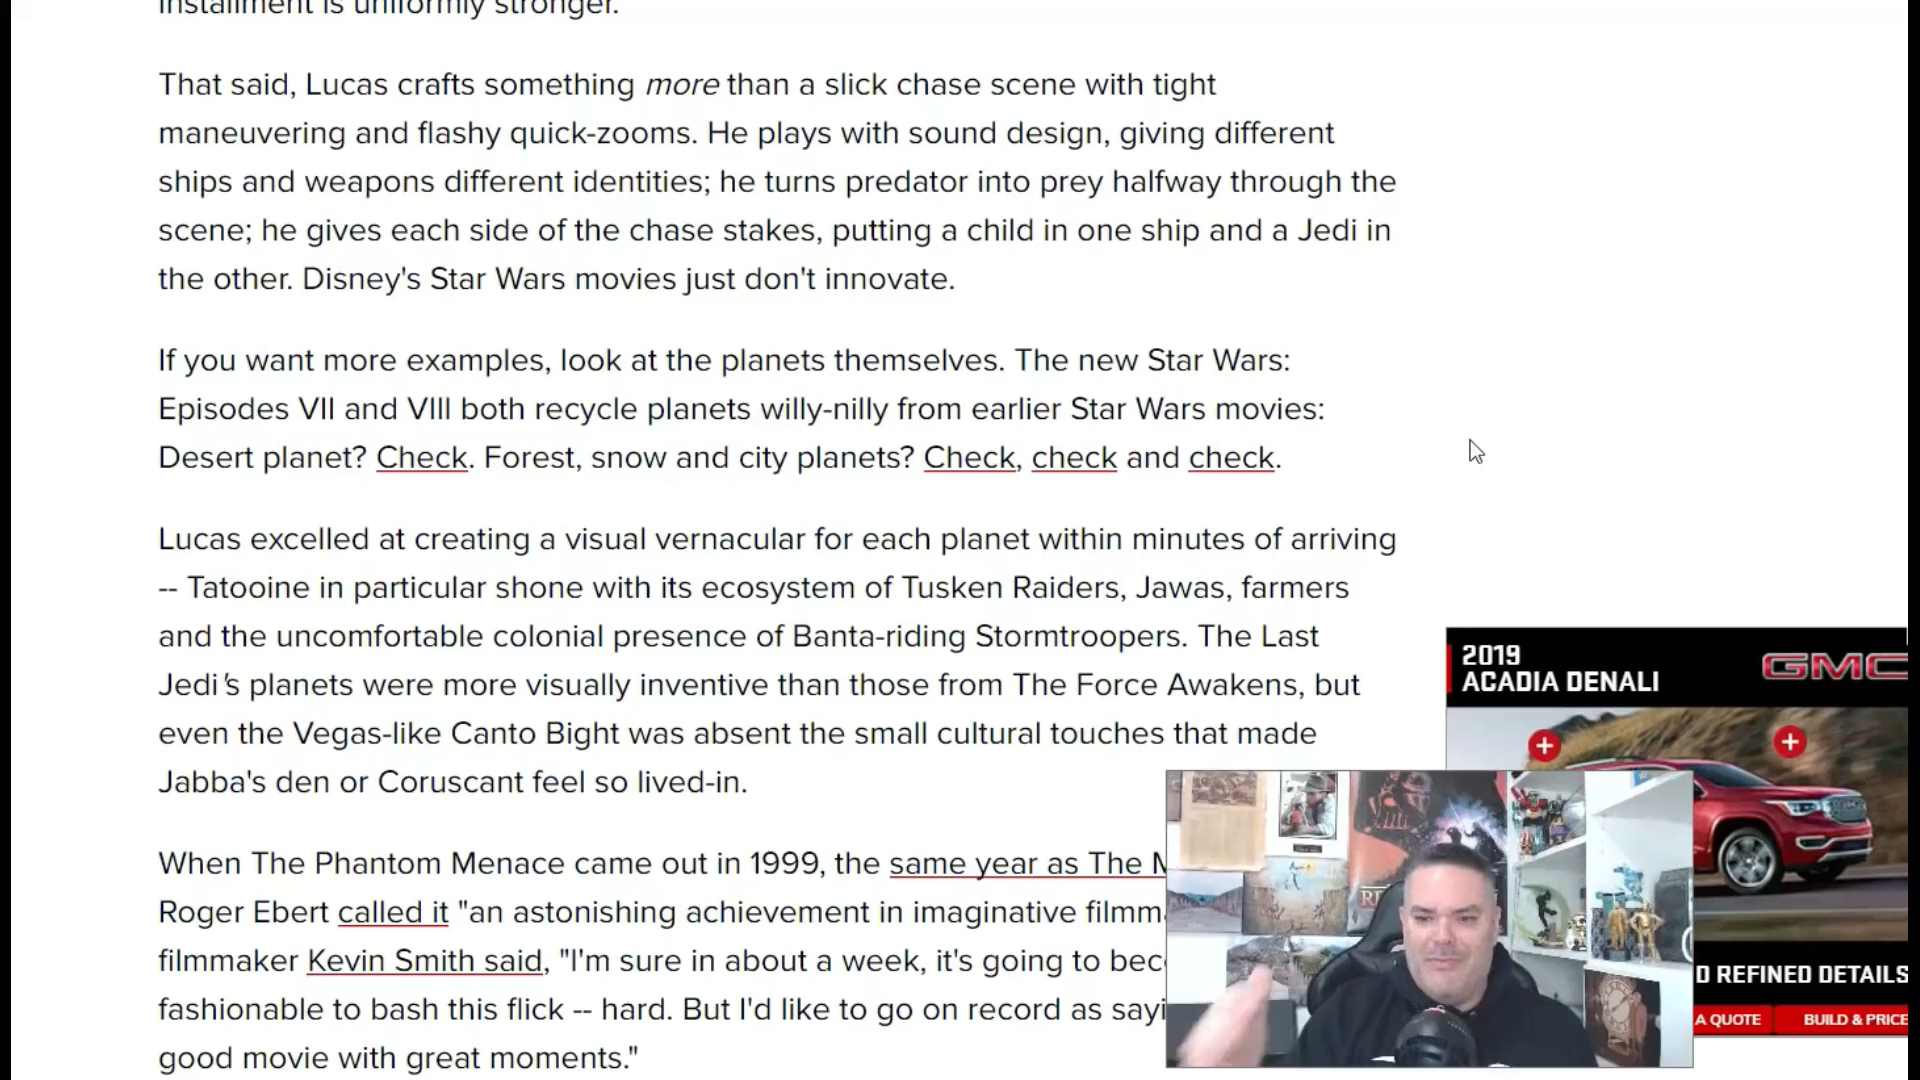 installment is uniformly stronger.
That said, Lucas crafts something more than a slick chase scene with tight
maneuvering and flashy quick-zooms. He plays with sound design, giving different
ships and weapons different identities; he turns predator into prey halfway through the
scene; he gives each side of the chase stakes, putting a child in one ship and a Jedi in
the other. Disney's Star Wars movies just don't innovate.
If you want more examples, look at the planets themselves. The new Star Wars:
Episodes VII and VIII both recycle planets willy-nilly from earlier Star Wars movies:
Desert planet? Check. Forest, snow and city planets? Check, check and check.
Lucas excelled at creating a visual vernacular for each planet within minutes of arriving
-- Tatooine in particular shone with its ecosystem of Tusken Raiders, Jawas, farmers
and the uncomfortable colonial presence of Banta-riding Stormtroopers. The Last
Jedi's planets were more visually inventive than those from The Force Awakens, but
even the Vegas-like Canto Bight was absent the small cultural touches that made
Jabba's den or Coruscant feel so lived-in.
When The Phantom Menace came out in 1999, the same year as The M
Roger Ebert called it "an astonishing achievement in imaginative filmm
filmmaker Kevin Smith said, "I'm sure in about a week, it's going to bec
fashionable to bash this flick -- hard. But I'd like to go on record as sayi
good movie with great moments."
2019
ACADIA DENALI
GMC
D REFINED DETAILS
A QUOTE
BUILD & PRICE